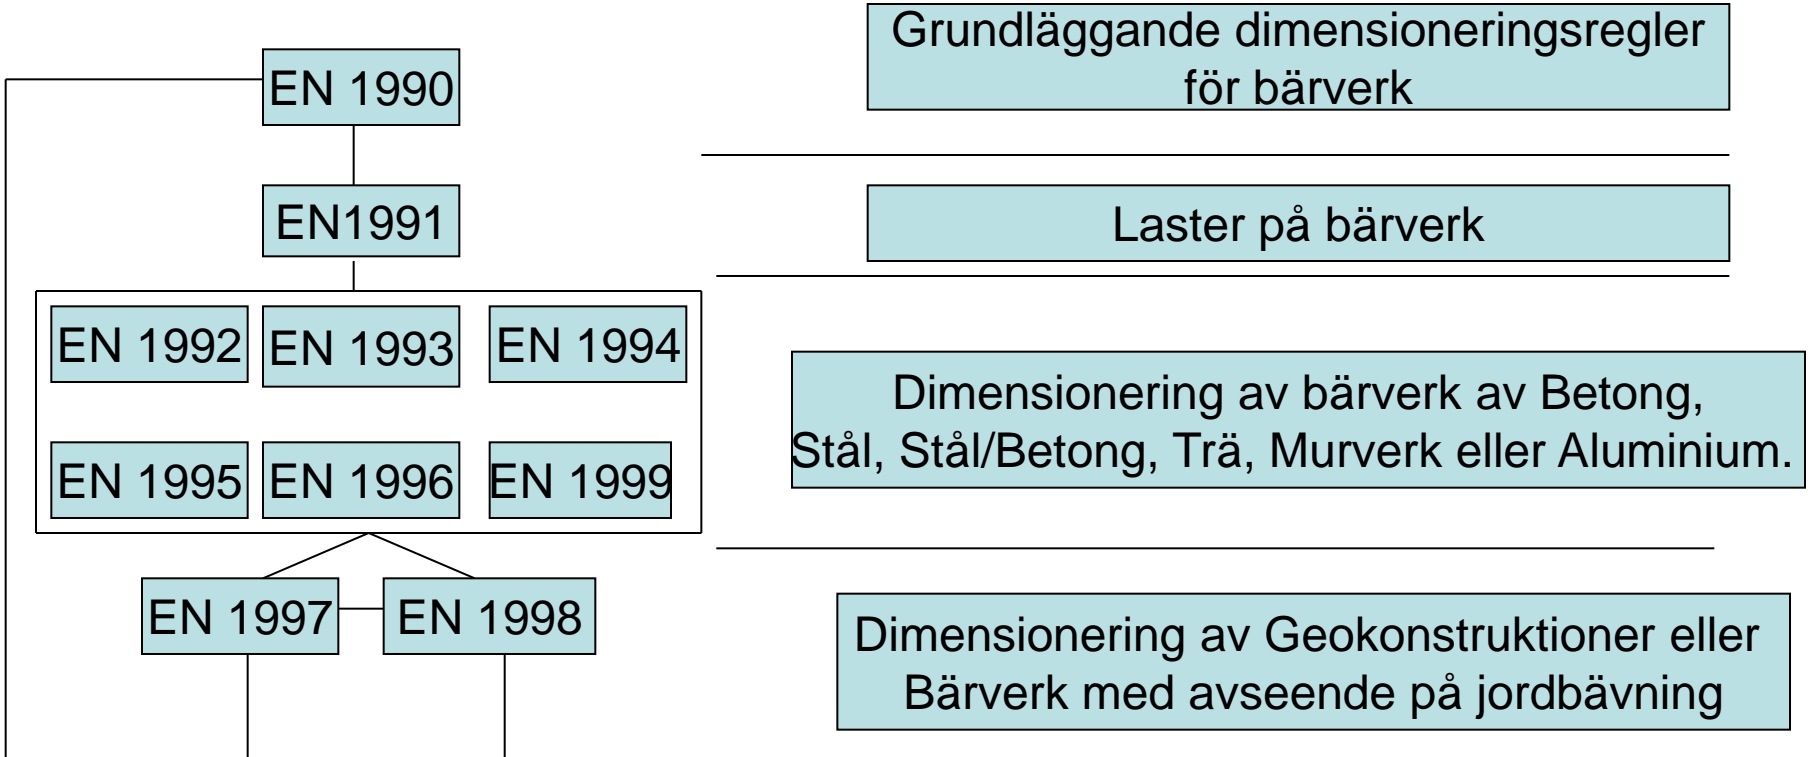 EN 1990
Grundläggande dimensioneringsregler
för bärverk
EN1991
Laster på bärverk
EN 1992
EN 1993
EN 1994
EN 1995
EN 1996
EN 1999
Dimensionering av bärverk av Betong,
Stål, Stål/Betong, Trä, Murverk eller Aluminium.
EN 1997
EN 1998
Dimensionering av Geokonstruktioner eller
Bärverk med avseende på jordbävning